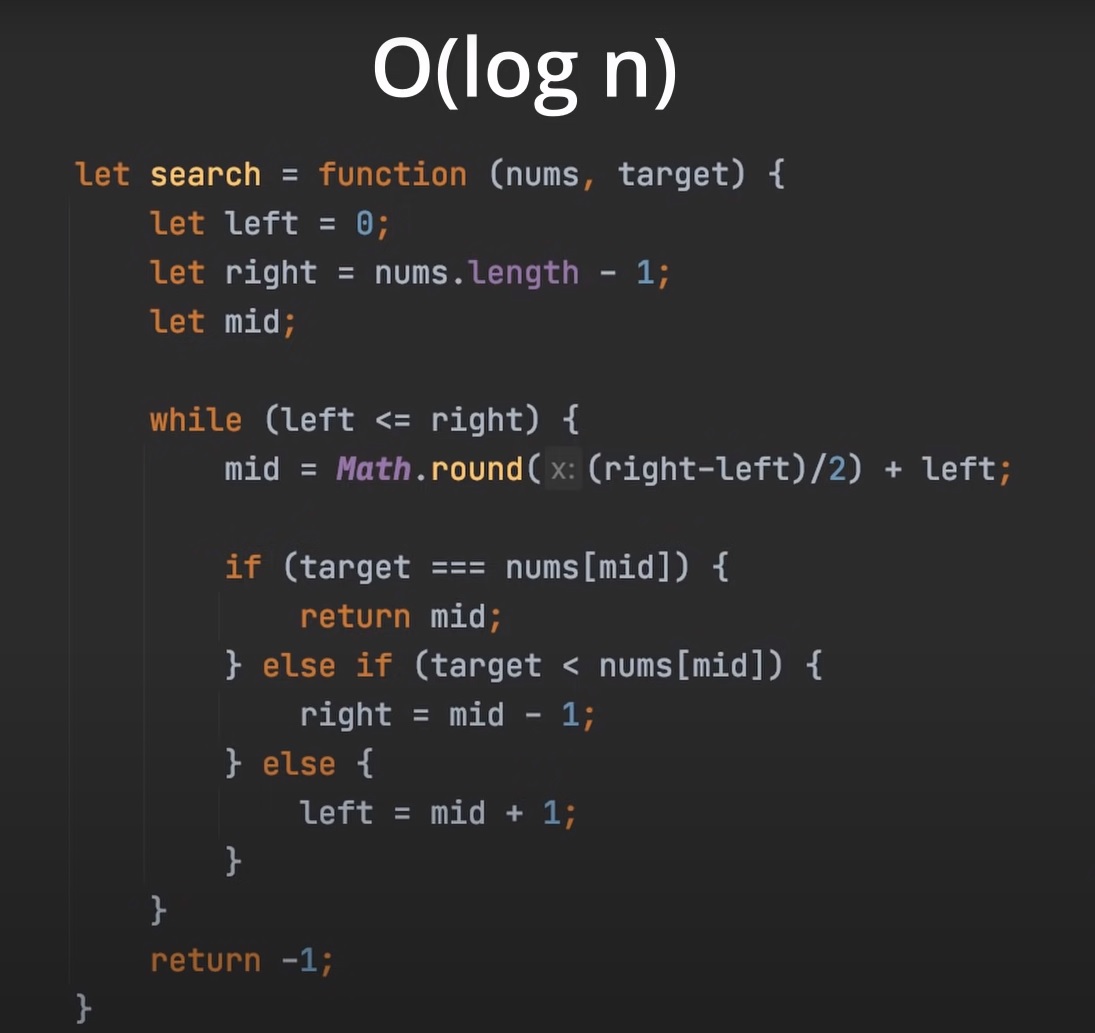 O(log n)
let search = function (nums, target) {
    let left = 0;
    let right = nums.length - 1;
    let mid;
    while (left <= right) {
        mid = Math.round( x: (right-left)/2) + left;
        if (target === nums[mid]) {
            return mid;
        } else if (target < nums[mid]) {
            right = mid - 1;
        } else {
            left = mid + 1;
        }
    }
    return -1;
}